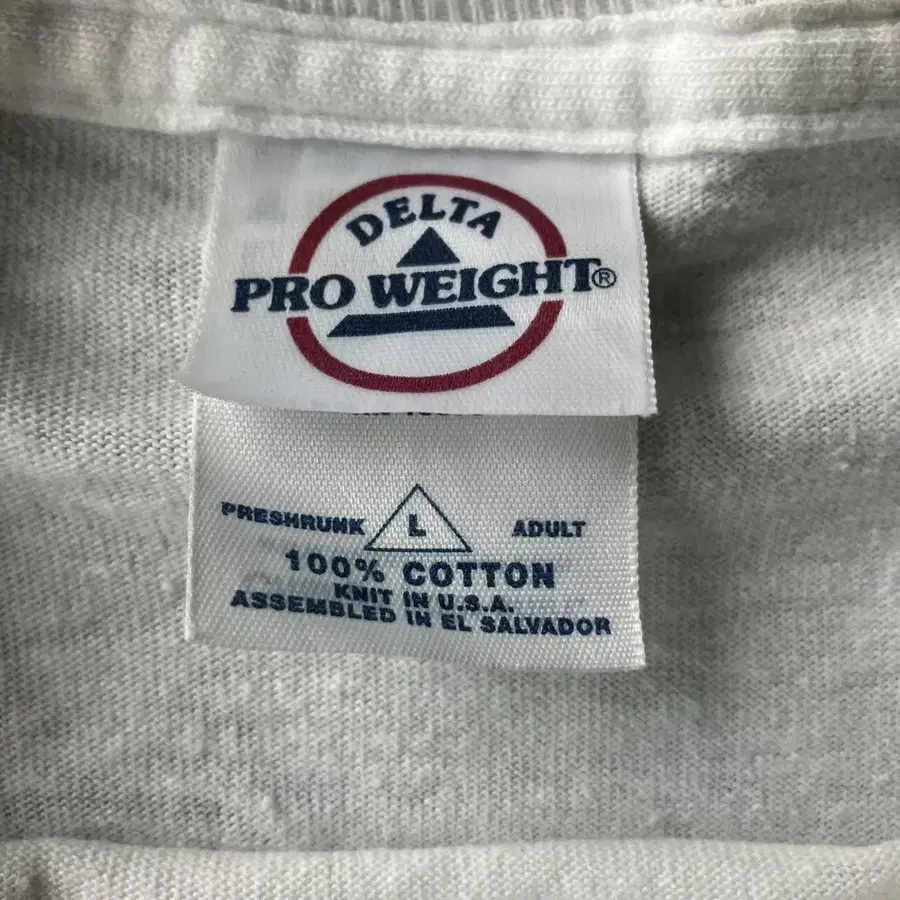 DELTA
PRO WEIGHT®
PRESHRUNK L ADULT
100% COTTON
KNIT IN U.S.A.
ASSEMBLED IN EL SALVADOR